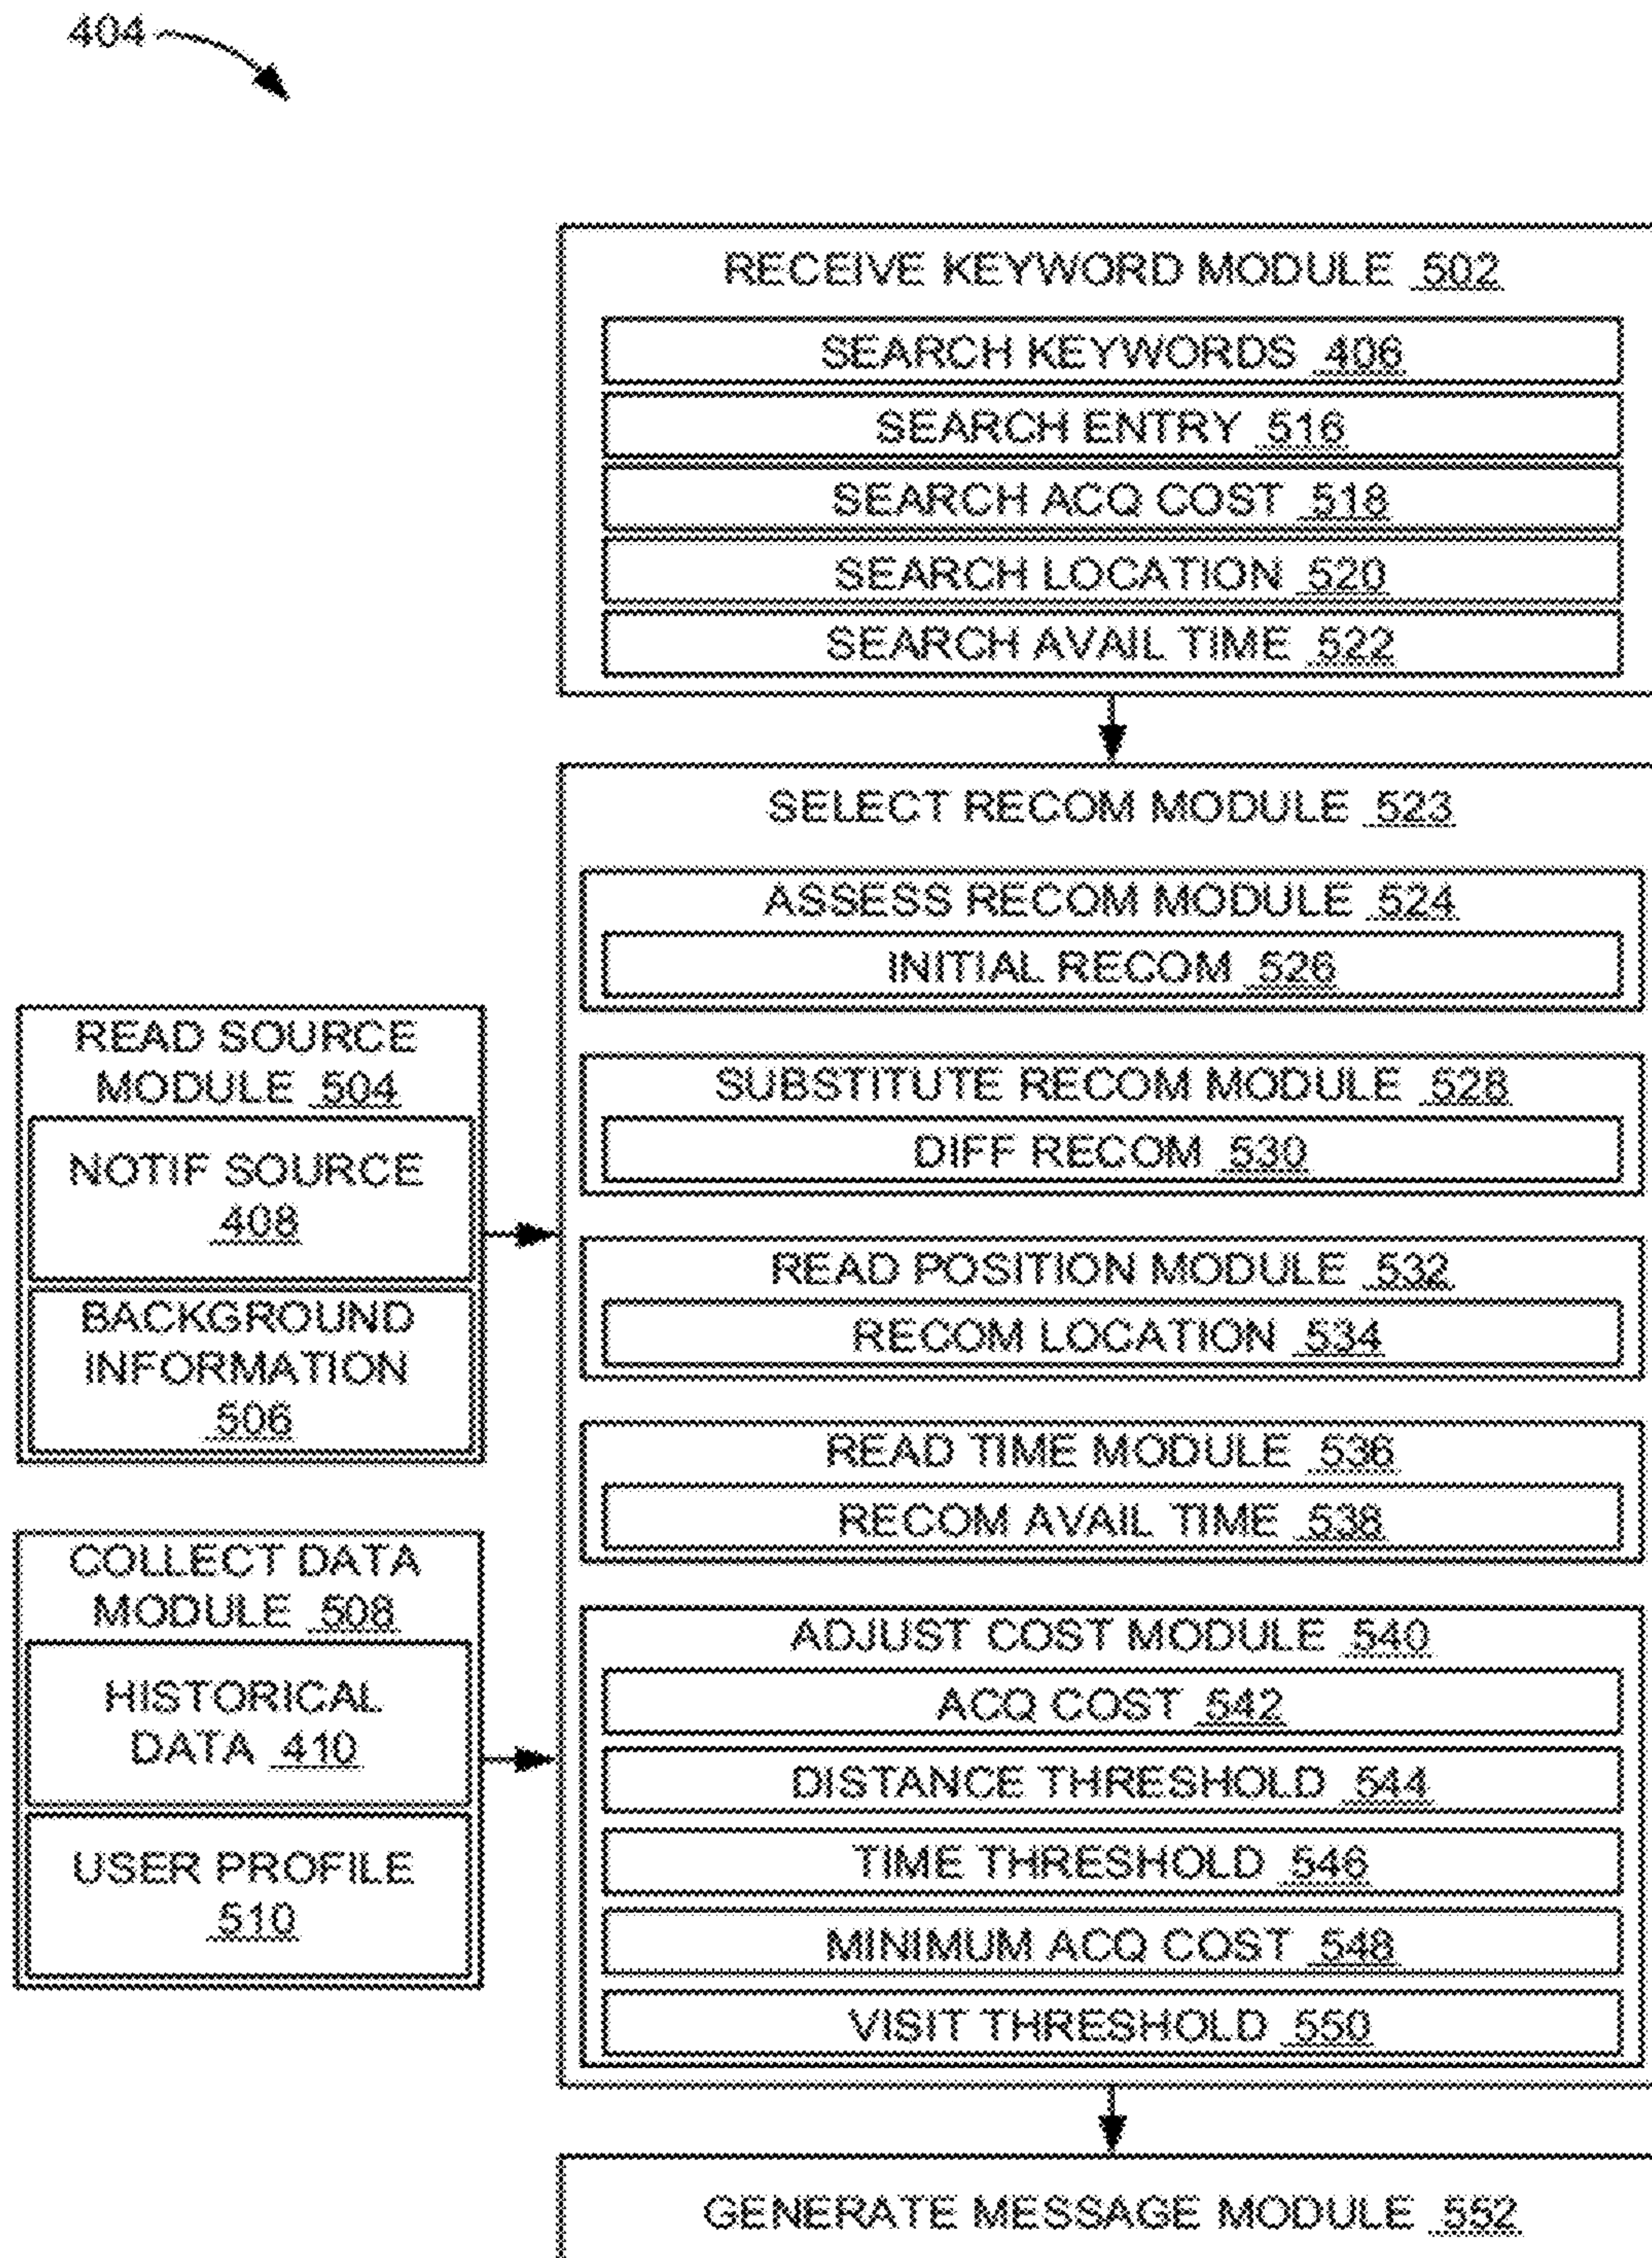 404
RECEIVE KEYWORD MODULE 502
SEARCH KEYWORDS 406
SEARCH ENTRY 516
SEARCH ACQ COST 518
SEARCH LOCATION 520
SEARCH AVAIL TIME 522
SELECT RECOM MODULE 523
ASSESS RECOM MODULE 524
INITIAL RECOM 526
SUBSTITUTE RECOM MODULE 528
DIFF RECOM 530
READ POSITION MODULE 532
RECOM LOCATION 534
READ TIME MODULE 536
RECOM AVAIL TIME 538
ADJUST COST MODULE 540
ACQ COST 542
DISTANCE THRESHOLD 544
TIME THRESHOLD 546
MINIMUM ACQ COST 548
VISIT THRESHOLD 550
READ SOURCE
MODULE 504
NOTIF SOURCE
408
BACKGROUND
INFORMATION
506
COLLECT DATA
MODULE 508
HISTORICAL
DATA 410
USER PROFILE
510
GENERATE MESSAGE MODULE 552